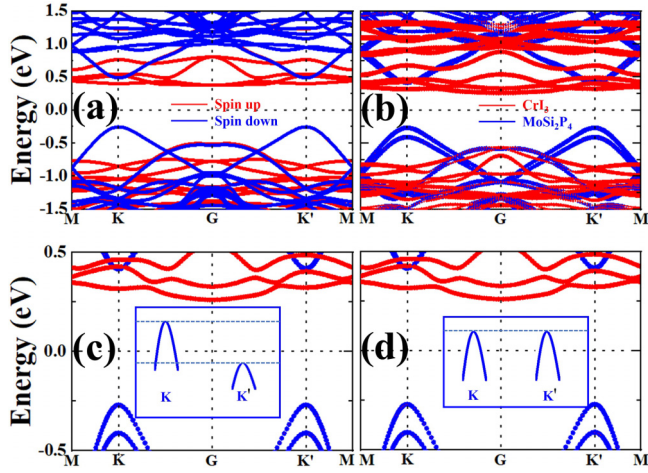 1.5
1.0
0.5
0.0
-0.5
-1.0
-1.5
Energy (eV)
(a)
Spin up
Spin down
M K G K' M
(b)
CrI₃
MoSi₂P₄
M K G K' M
0.5
0.0
-0.5
Energy (eV)
(c)
K
K'
M K G K' M
(d)
K
K'
M K G K' M